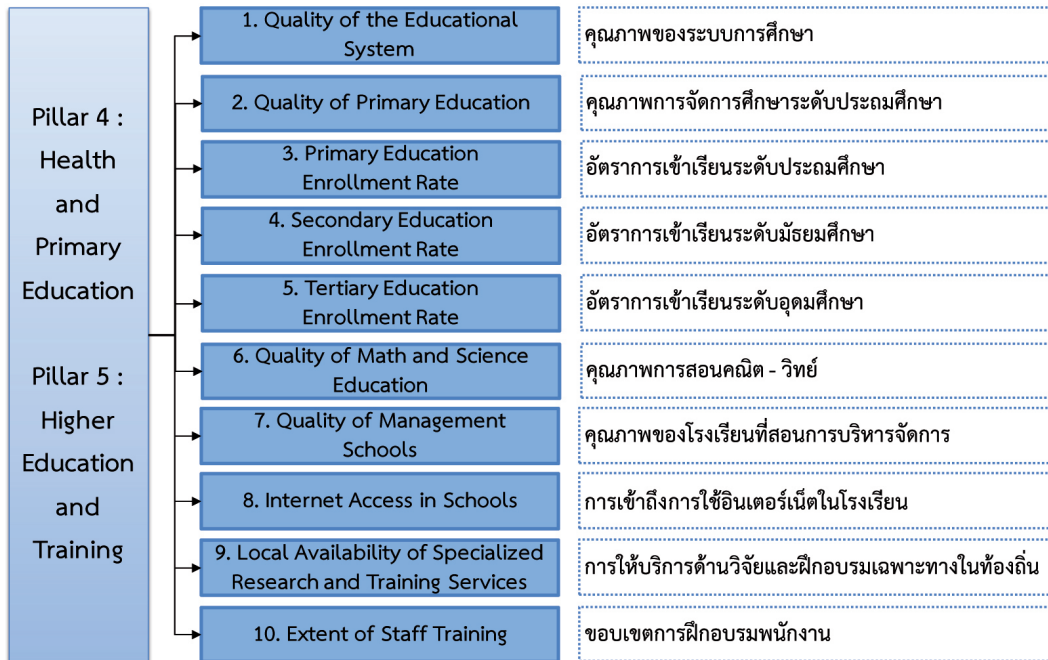 Pillar 4 :
Health
and
Primary
Education
Pillar 5 :
Higher
Education
and
Training
1. Quality of the Educational
System
คุณภาพของระบบการศึกษา
2. Quality of Primary Education
คุณภาพการจัดการศึกษาระดับประถมศึกษา
3. Primary Education
Enrollment Rate
อัตราการเข้าเรียนระดับประถมศึกษา
4. Secondary Education
Enrollment Rate
อัตราการเข้าเรียนระดับมัธยมศึกษา
5. Tertiary Education
Enrollment Rate
อัตราการเข้าเรียนระดับอุดมศึกษา
6. Quality of Math and Science
Education
คุณภาพการสอนคณิต - วิทย์
7. Quality of Management
Schools
คุณภาพของโรงเรียนที่สอนการบริหารจัดการ
8. Internet Access in Schools
การเข้าถึงการใช้อินเตอร์เน็ตในโรงเรียน
9. Local Availability of Specialized
Research and Training Services
การให้บริการด้านวิจัยและฝึกอบรมเฉพาะทางในท้องถิ่น
10. Extent of Staff Training
ขอบเขตการฝึกอบรมพนักงาน